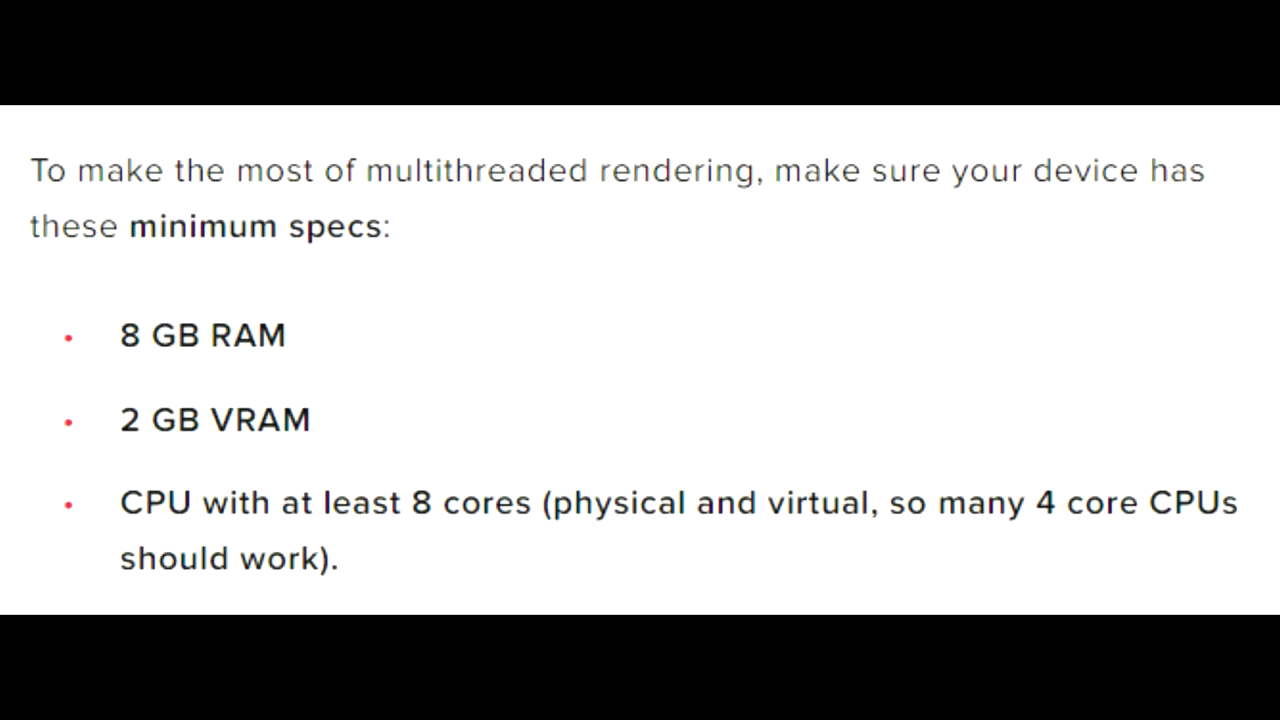 To make the most of multithreaded rendering, make sure your device has
these minimum specs:
• 8 GB RAM
• 2 GB VRAM
• CPU with at least 8 cores (physical and virtual, so many 4 core CPUs
should work).